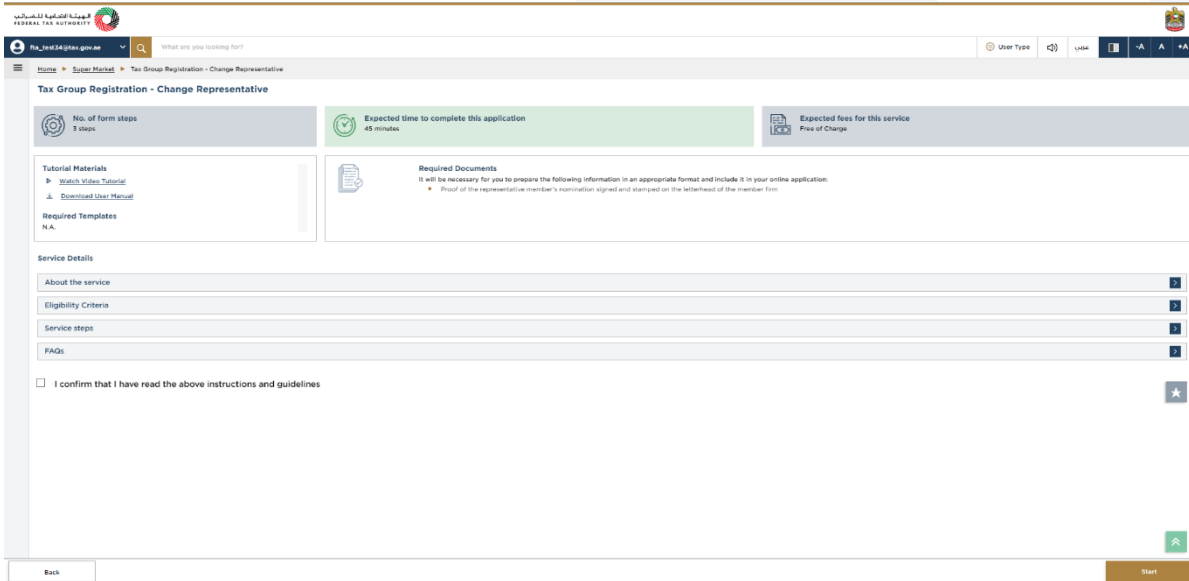 الهيئة الاتحادية للضرائب
FEDERAL TAX AUTHORITY
fta_test34@tax.gov.ae
What are you looking for?
User Type
عربي
-A A +A
Home Super Market Tax Group Registration - Change Representative
Tax Group Registration - Change Representative
No. of form steps
3 steps
Expected time to complete this application
45 minutes
Expected fees for this service
Free of Charge
Tutorial Materials
Watch Video Tutorial
Download User Manual
Required Templates
N.A.
Required Documents
It will be necessary for you to prepare the following information in an appropriate format and include it in your online application:
Proof of the representative member's nomination signed and stamped on the letterhead of the member firm
Service Details
About the service
Eligibility Criteria
Service steps
FAQs
I confirm that I have read the above instructions and guidelines
Back
Start